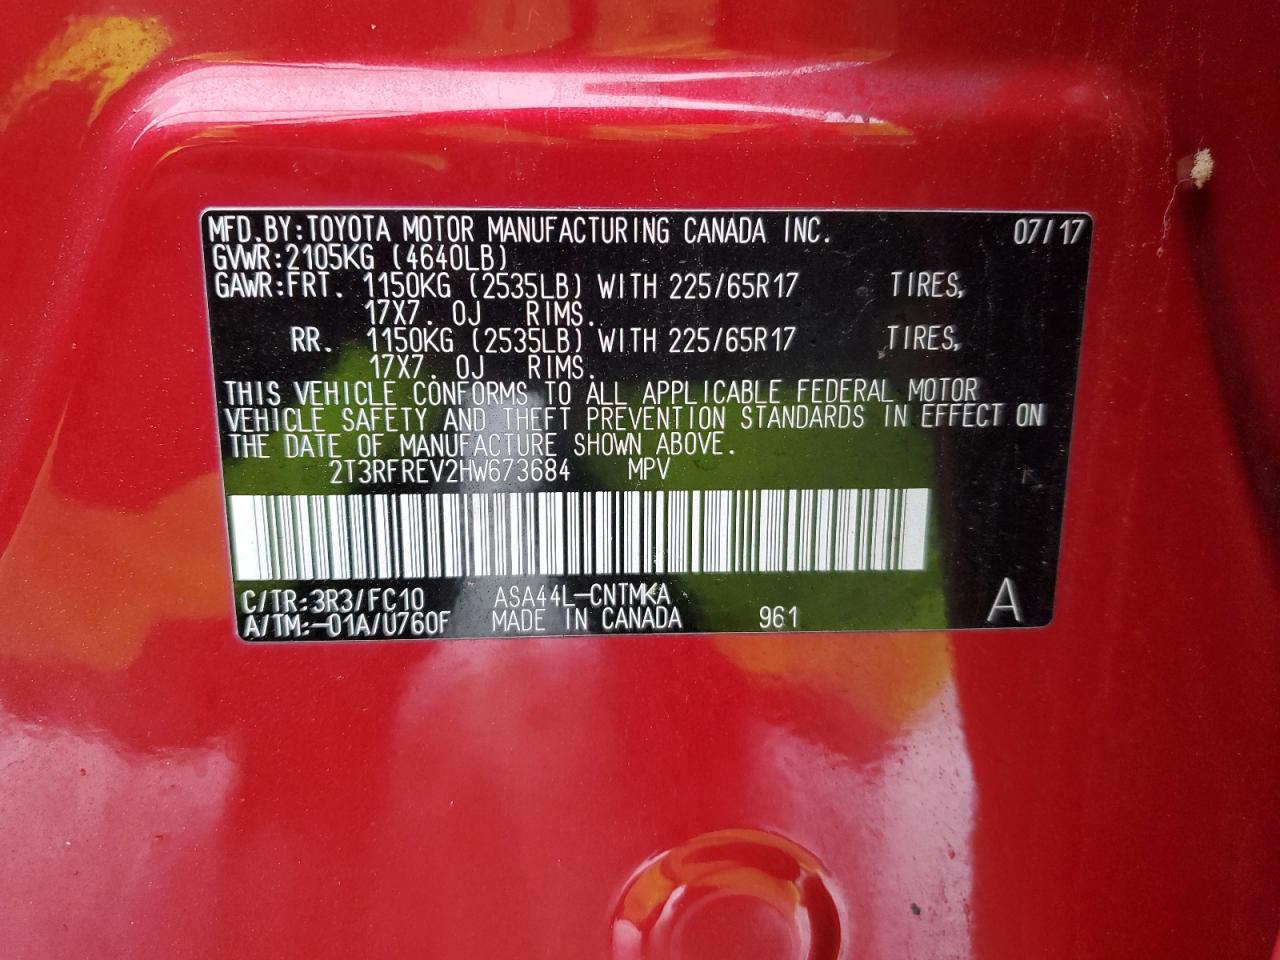 MFD.BY:TOYOTA MOTOR MANUFACTURING CANADA INC. 07/17
GVWR:2105KG (4640LB)
GAWR:FRT. 1150KG (2535LB) WITH 225/65R17 TIRES,
17X7.0J RIMS.
RR. 1150KG (2535LB) WITH 225/65R17 TIRES,
17X7.0J RIMS.
THIS VEHICLE CONFORMS TO ALL APPLICABLE FEDERAL MOTOR
VEHICLE SAFETY AND THEFT PREVENTION STANDARDS IN EFFECT ON
THE DATE OF MANUFACTURE SHOWN ABOVE.
2T3RFREV2HW673684 MPV
C/TR:3R3/FC10 ASA44L-CNTMKA
A/TM:-01A/U760F MADE IN CANADA 961 A